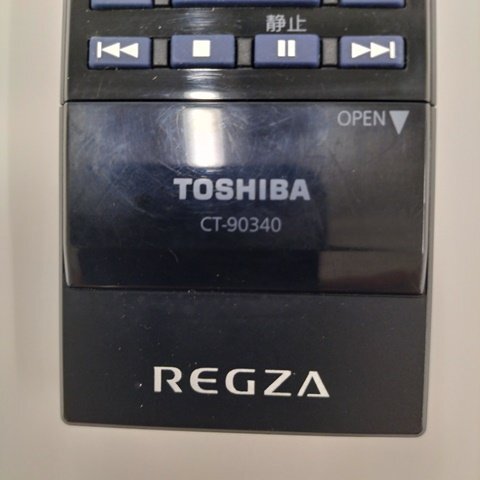 静止
OPEN
TOSHIBA
CT-90340
REGZA